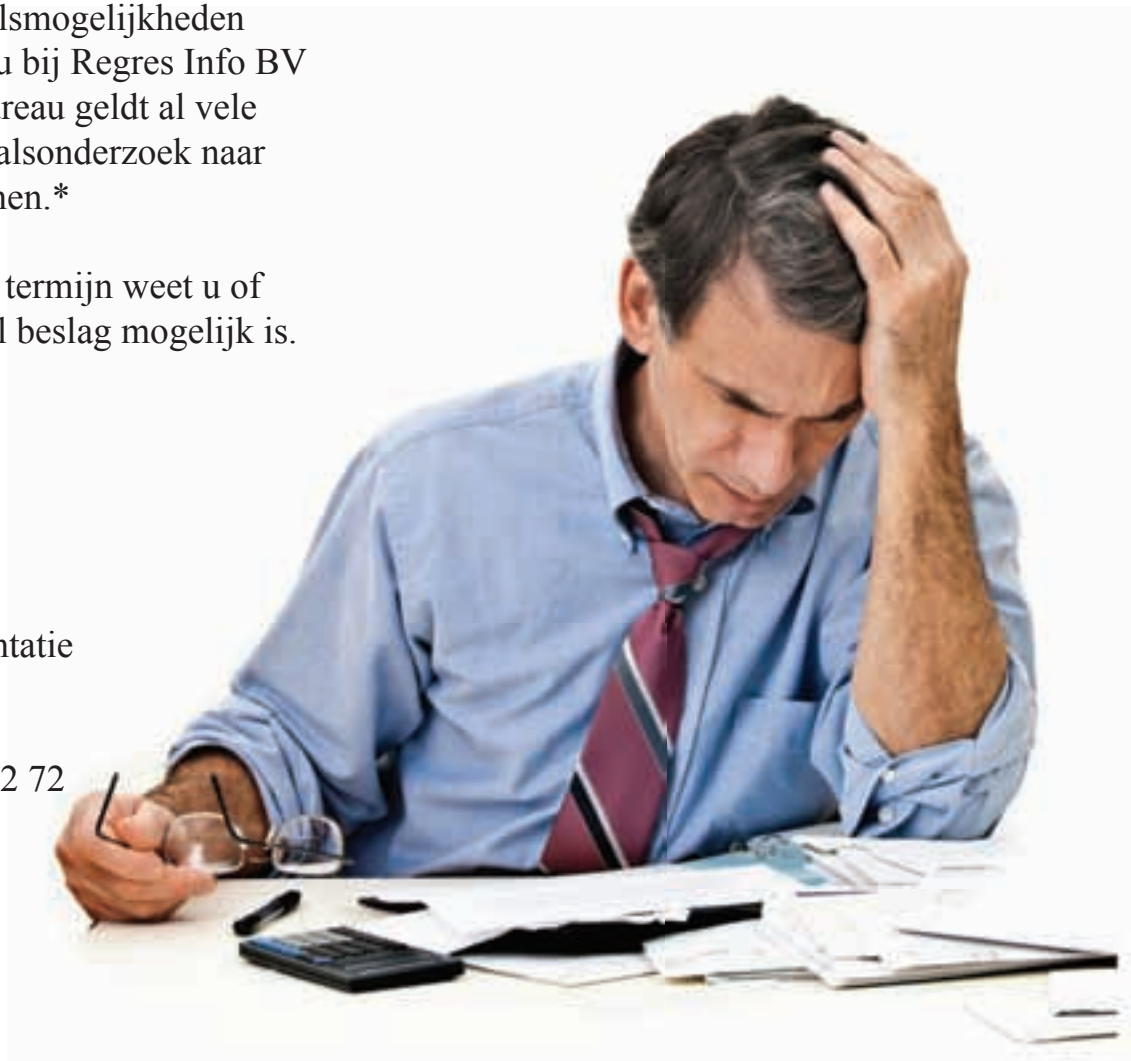 lsmogelijkheden
u bij Regres Info BV
reau geldt al vele
alsonderzoek naar
nen.*
termijn weet u of
l beslag mogelijk is.
ntatie
2 72